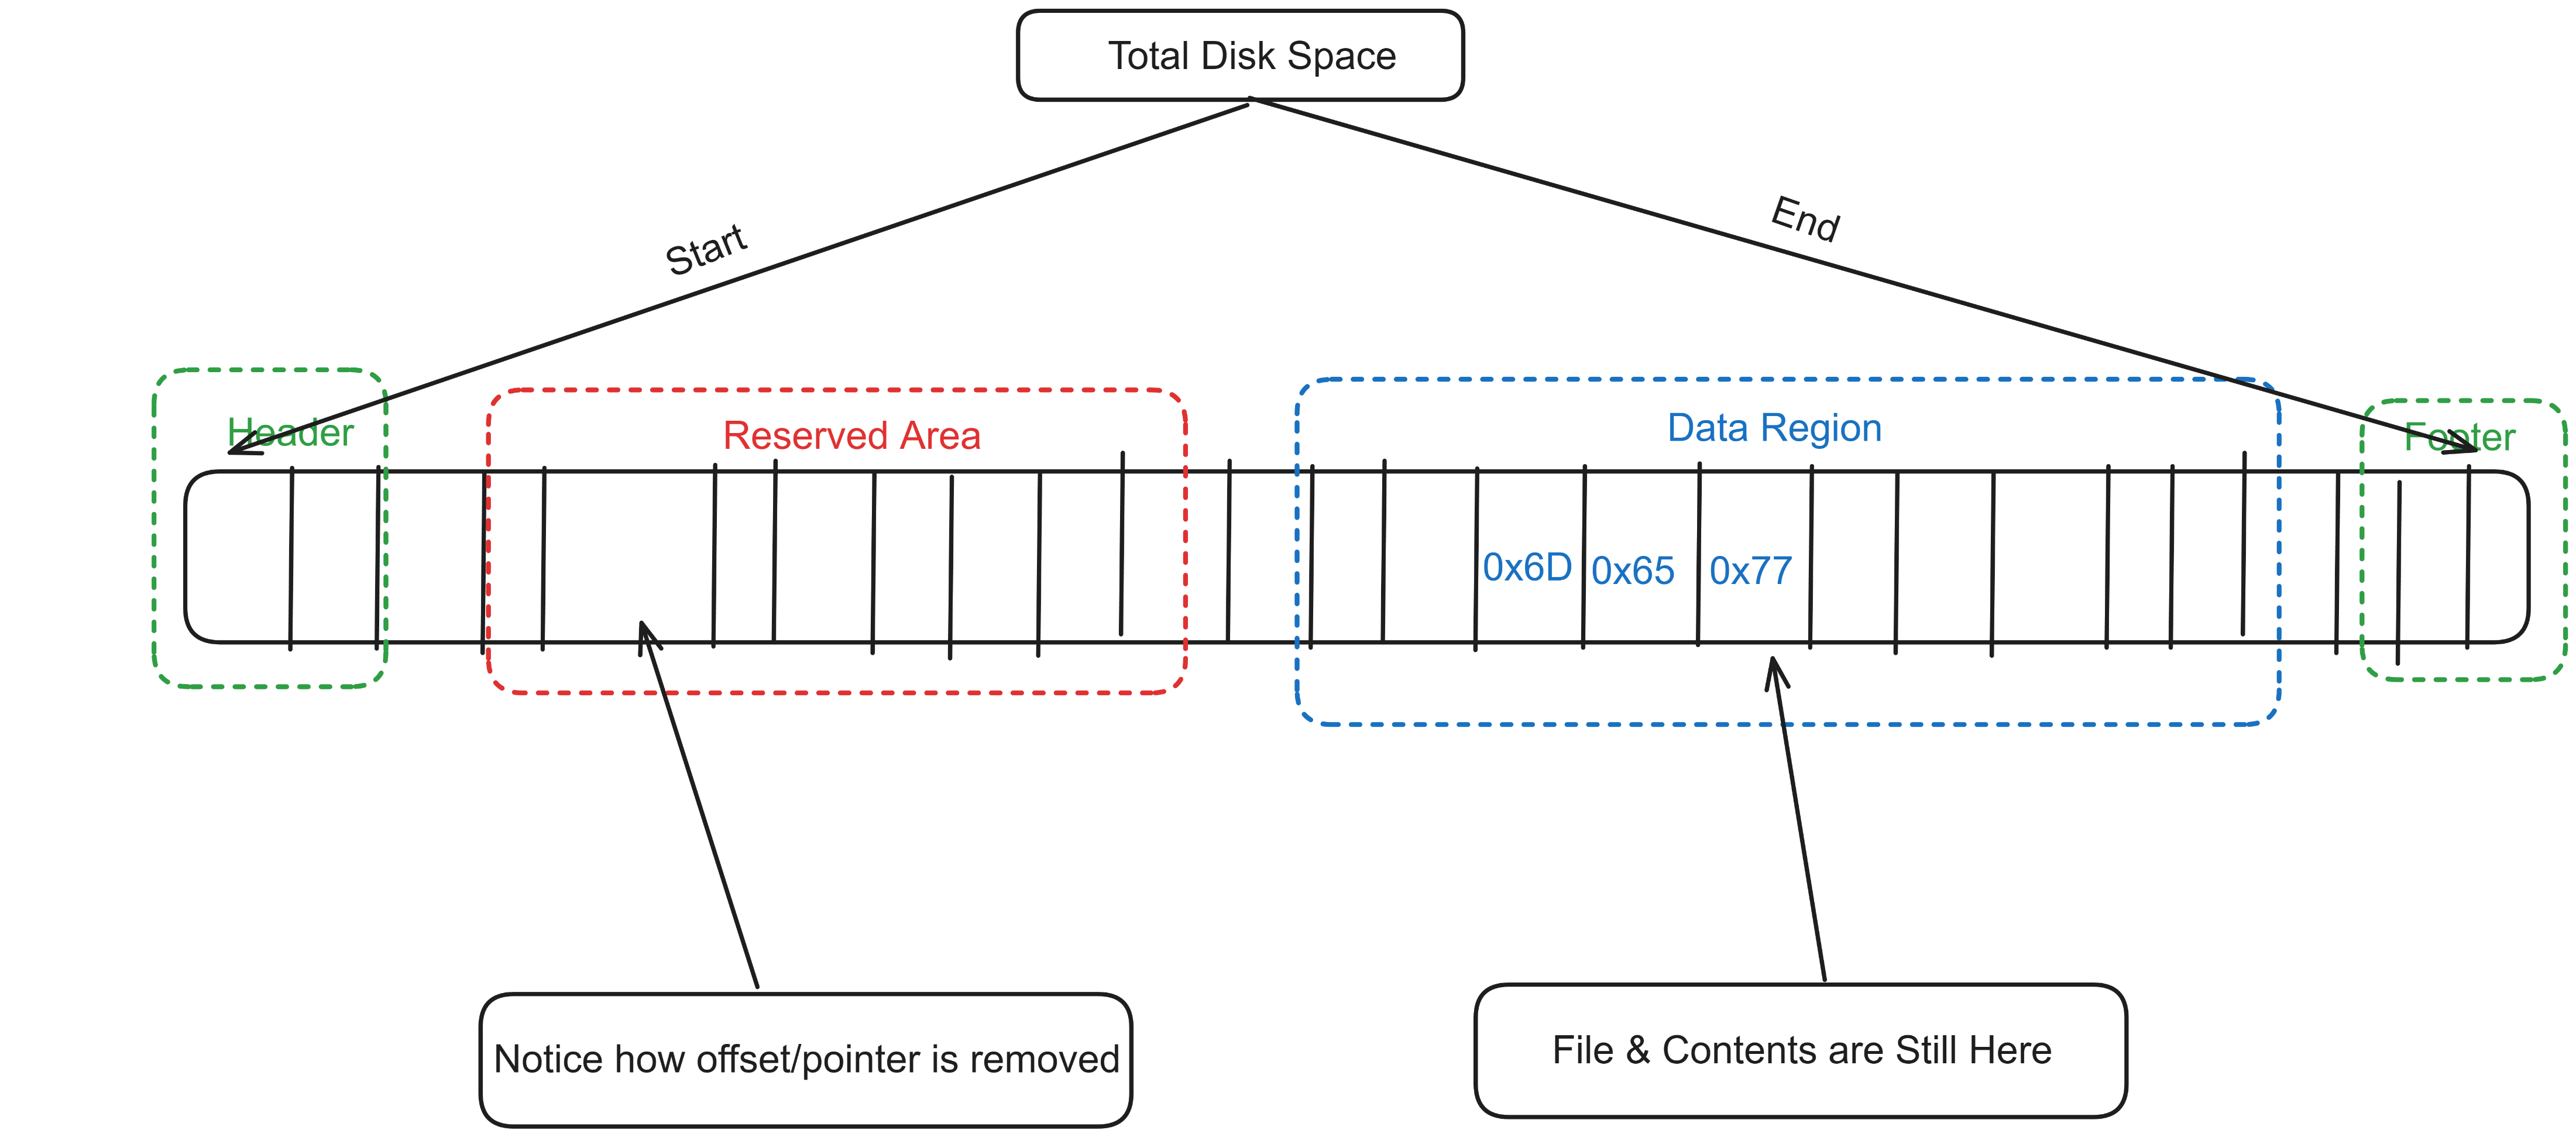 Total Disk Space
Start
End
Header
Reserved Area
Data Region
Footer
0x6D
0x65
0x77
Notice how offset/pointer is removed
File & Contents are Still Here